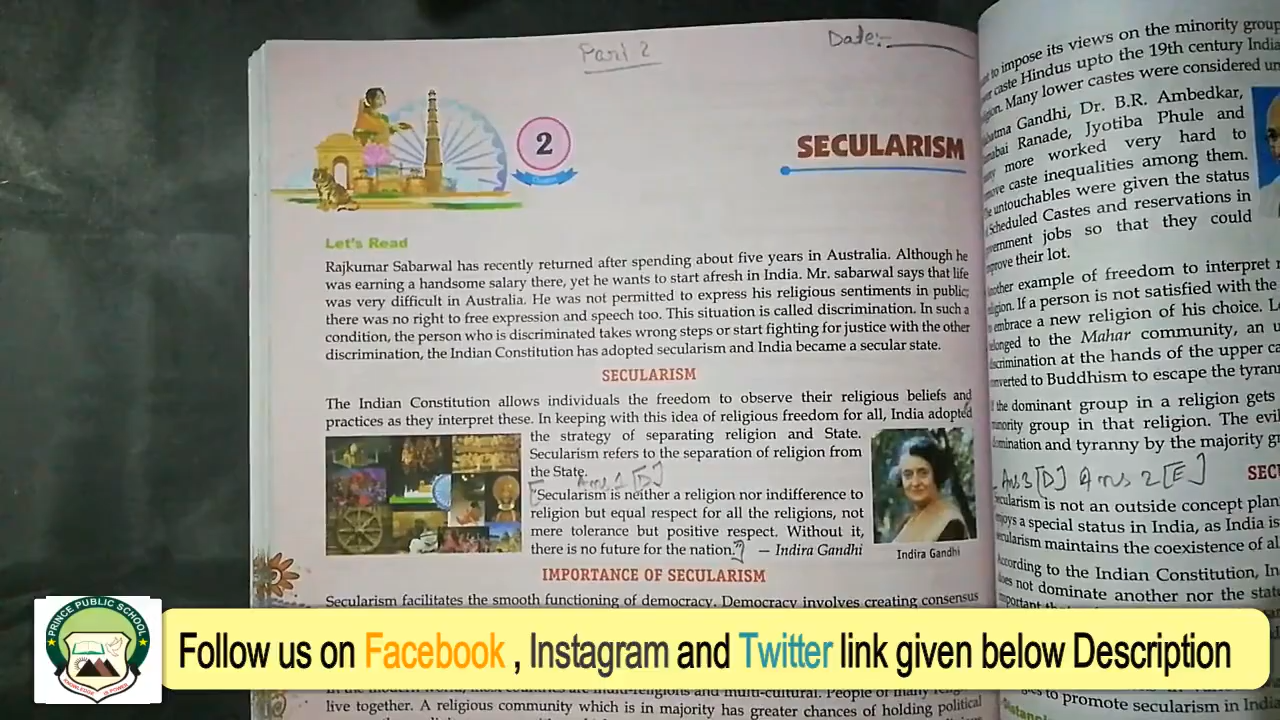 Part 2
Date:-
2
Chapter
SECULARISM
Let's Read
Rajkumar Sabarwal has recently returned after spending about five years in Australia. Although he
was earning a handsome salary there, yet he wants to start afresh in India. Mr. sabarwal says that life
was very difficult in Australia. He was not permitted to express his religious sentiments in public;
there was no right to free expression and speech too. This situation is called discrimination. In such a
condition, the person who is discriminated takes wrong steps or start fighting for justice with the other
discrimination, the Indian Constitution has adopted secularism and India became a secular state.
SECULARISM
The Indian Constitution allows individuals the freedom to observe their religious beliefs and
practices as they interpret these. In keeping with this idea of religious freedom for all, India adopted
the strategy of separating religion and State.
Secularism refers to the separation of religion from
the State.
Ans 1 [D]
"Secularism is neither a religion nor indifference to
religion but equal respect for all the religions, not
mere tolerance but positive respect. Without it,
there is no future for the nation." — Indira Gandhi
Indira Gandhi
IMPORTANCE OF SECULARISM
Secularism facilitates the smooth functioning of democracy. Democracy involves creating consensus
live together. A religious community which is in majority has greater chances of holding political
to impose its views on the minority group
caste Hindus upto the 19th century India
Many lower castes were considered
Gandhi, Dr. B.R. Ambedkar,
Ranade, Jyotiba Phule and
more worked very hard to
caste inequalities among them.
untouchables were given the status
Scheduled Castes and reservations in
jobs so that they could
their lot.
example of freedom to interpret
If a person is not satisfied with the
embrace a new religion of his choice.
to the Mahar community, an
discrimination at the hands of the upper
to Buddhism to escape the
the dominant group in a religion gets
group in that religion. The
and tyranny by the majority
Ans 3 [D] Ans 2 [E]
is not an outside concept
a special status in India, as India is
maintains the coexistence of
According to the Indian Constitution,
does not dominate another nor the
important
to promote secularism in
PRINCE PUBLIC SCHOOL
KNOWLEDGE IS POWER
Follow us on Facebook , Instagram and Twitter link given below Description